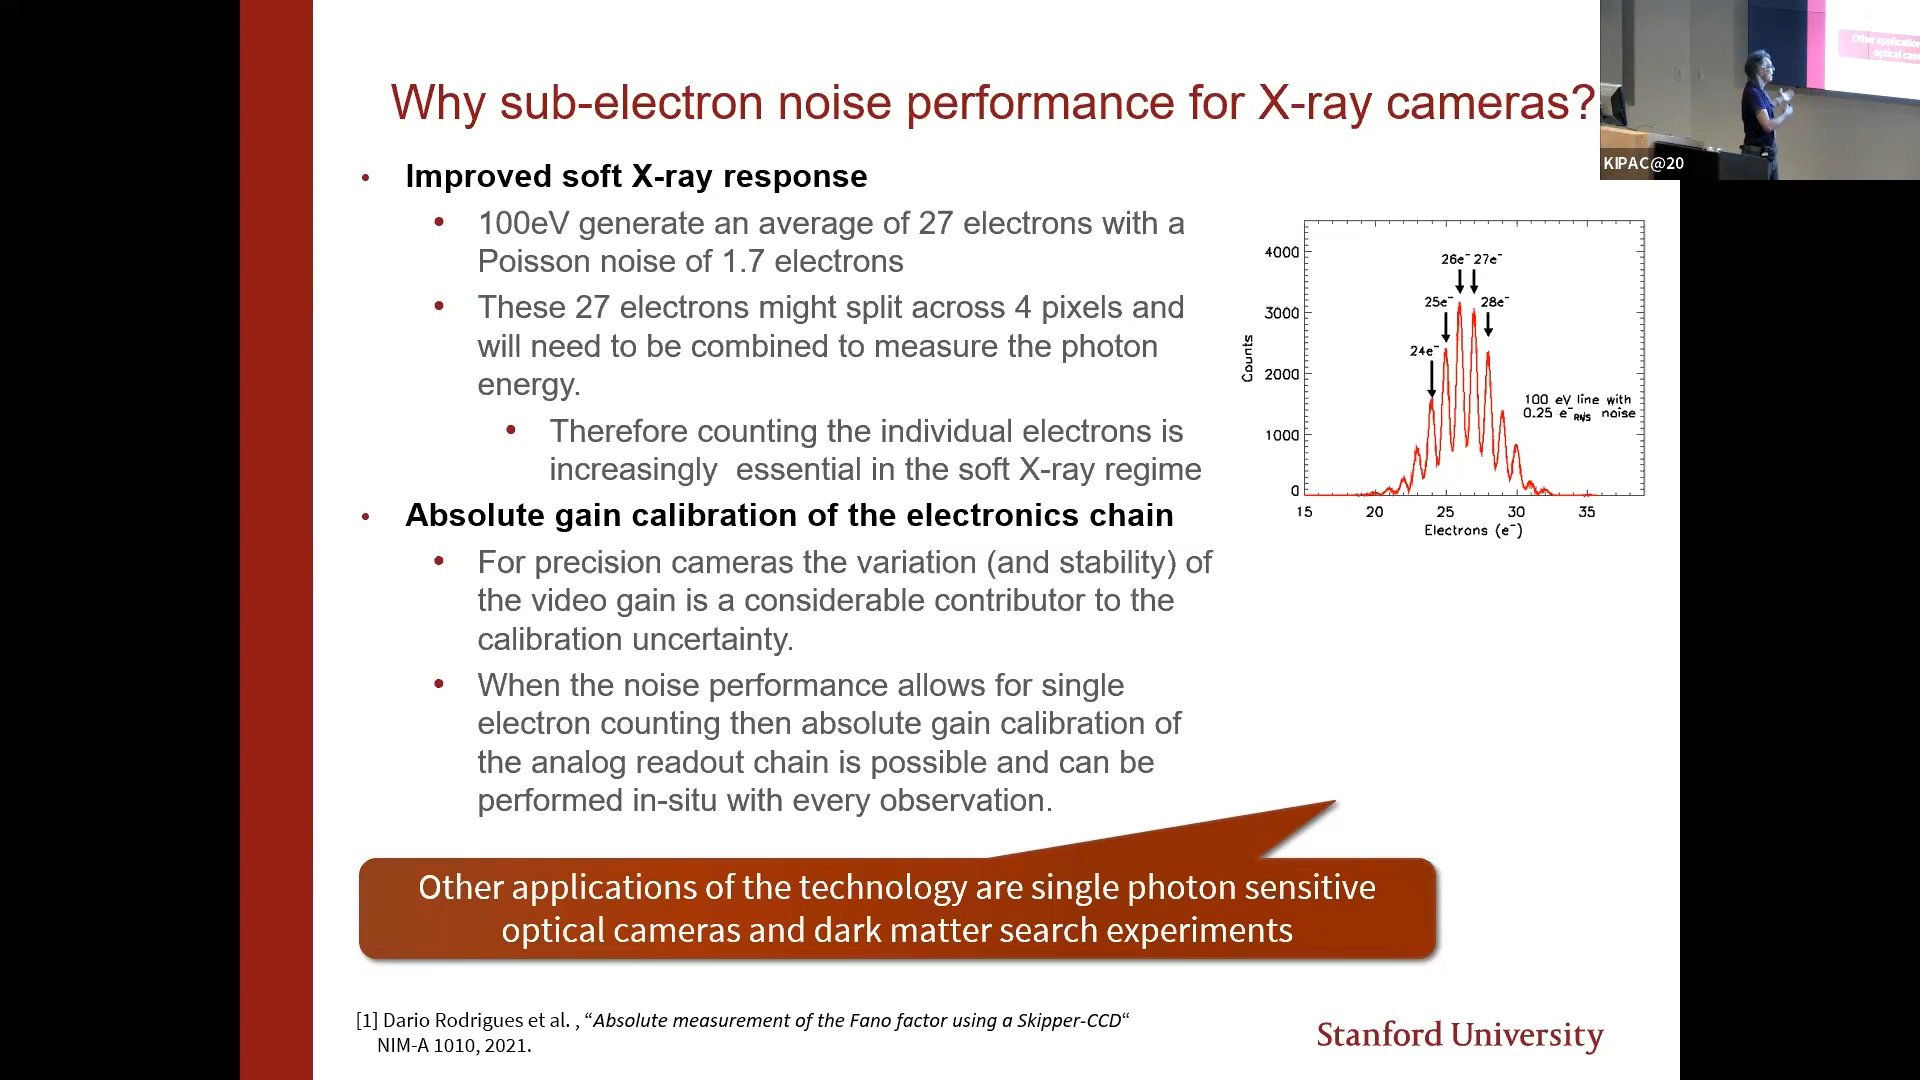 Why sub-electron noise performance for X-ray cameras?
• Improved soft X-ray response
• 100eV generate an average of 27 electrons with a
Poisson noise of 1.7 electrons
• These 27 electrons might split across 4 pixels and
will need to be combined to measure the photon
energy.
• Therefore counting the individual electrons is
increasingly essential in the soft X-ray regime
• Absolute gain calibration of the electronics chain
• For precision cameras the variation (and stability) of
the video gain is a considerable contributor to the
calibration uncertainty.
• When the noise performance allows for single
electron counting then absolute gain calibration of
the analog readout chain is possible and can be
performed in-situ with every observation.
Other applications of the technology are single photon sensitive
optical cameras and dark matter search experiments
[1] Dario Rodrigues et al. , “Absolute measurement of the Fano factor using a Skipper-CCD“
NIM-A 1010, 2021.
Stanford University
4000
3000
2000
1000
0
Counts
26e⁻ 27e⁻
25e⁻ 28e⁻
24e⁻
100 eV line with
0.25 e⁻RMS noise
15 20 25 30 35
Electrons (e⁻)
KIPAC@20
Other application
optical cam